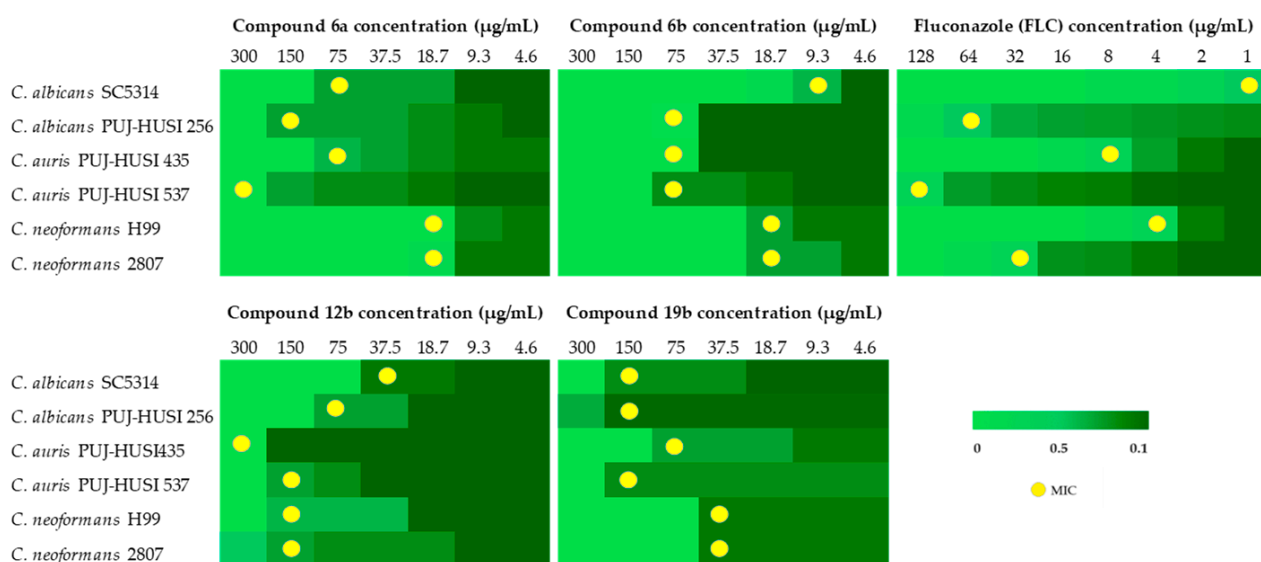 Compound 6a concentration (µg/mL) Compound 6b concentration (µg/mL) Fluconazole (FLC) concentration (µg/mL)
300 150 75 37.5 18.7 9.3 4.6 300 150 75 37.5 18.7 9.3 4.6 128 64 32 16 8 4 2 1
C. albicans SC5314
C. albicans PUJ-HUSI 256
C. auris PUJ-HUSI 435
C. auris PUJ-HUSI 537
C. neoformans H99
C. neoformans 2807
Compound 12b concentration (µg/mL) Compound 19b concentration (µg/mL)
300 150 75 37.5 18.7 9.3 4.6 300 150 75 37.5 18.7 9.3 4.6
C. albicans SC5314
C. albicans PUJ-HUSI 256
C. auris PUJ-HUSI435
C. auris PUJ-HUSI 537
C. neoformans H99
C. neoformans 2807
0 0.5 0.1
MIC